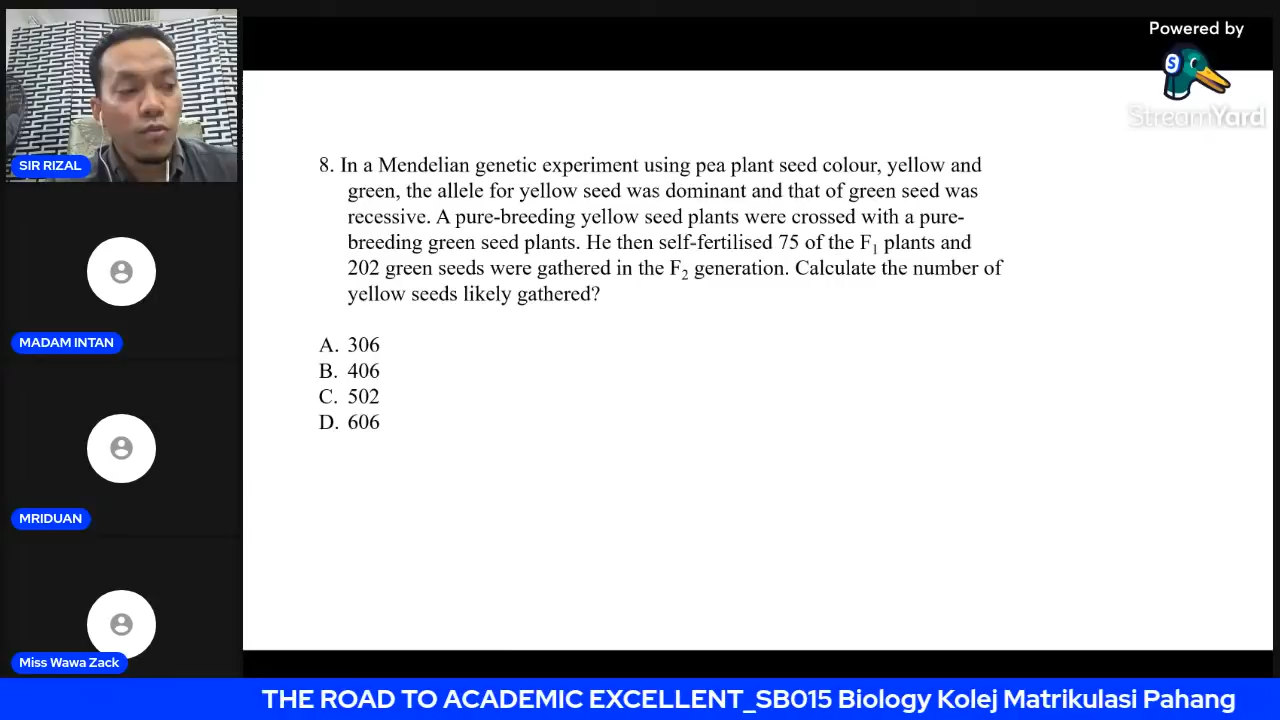 Powered by
S
StreamYard
SIR RIZAL
MADAM INTAN
MRIDUAN
Miss Wawa Zack
8. In a Mendelian genetic experiment using pea plant seed colour, yellow and
green, the allele for yellow seed was dominant and that of green seed was
recessive. A pure-breeding yellow seed plants were crossed with a pure-
breeding green seed plants. He then self-fertilised 75 of the F₁ plants and
202 green seeds were gathered in the F₂ generation. Calculate the number of
yellow seeds likely gathered?
A. 306
B. 406
C. 502
D. 606
THE ROAD TO ACADEMIC EXCELLENT_SB015 Biology Kolej Matrikulasi Pahang